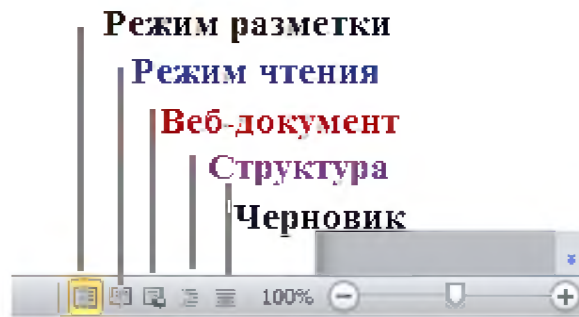 Режим разметки
Режим чтения
Веб-документ
Структура
Черновик
100%